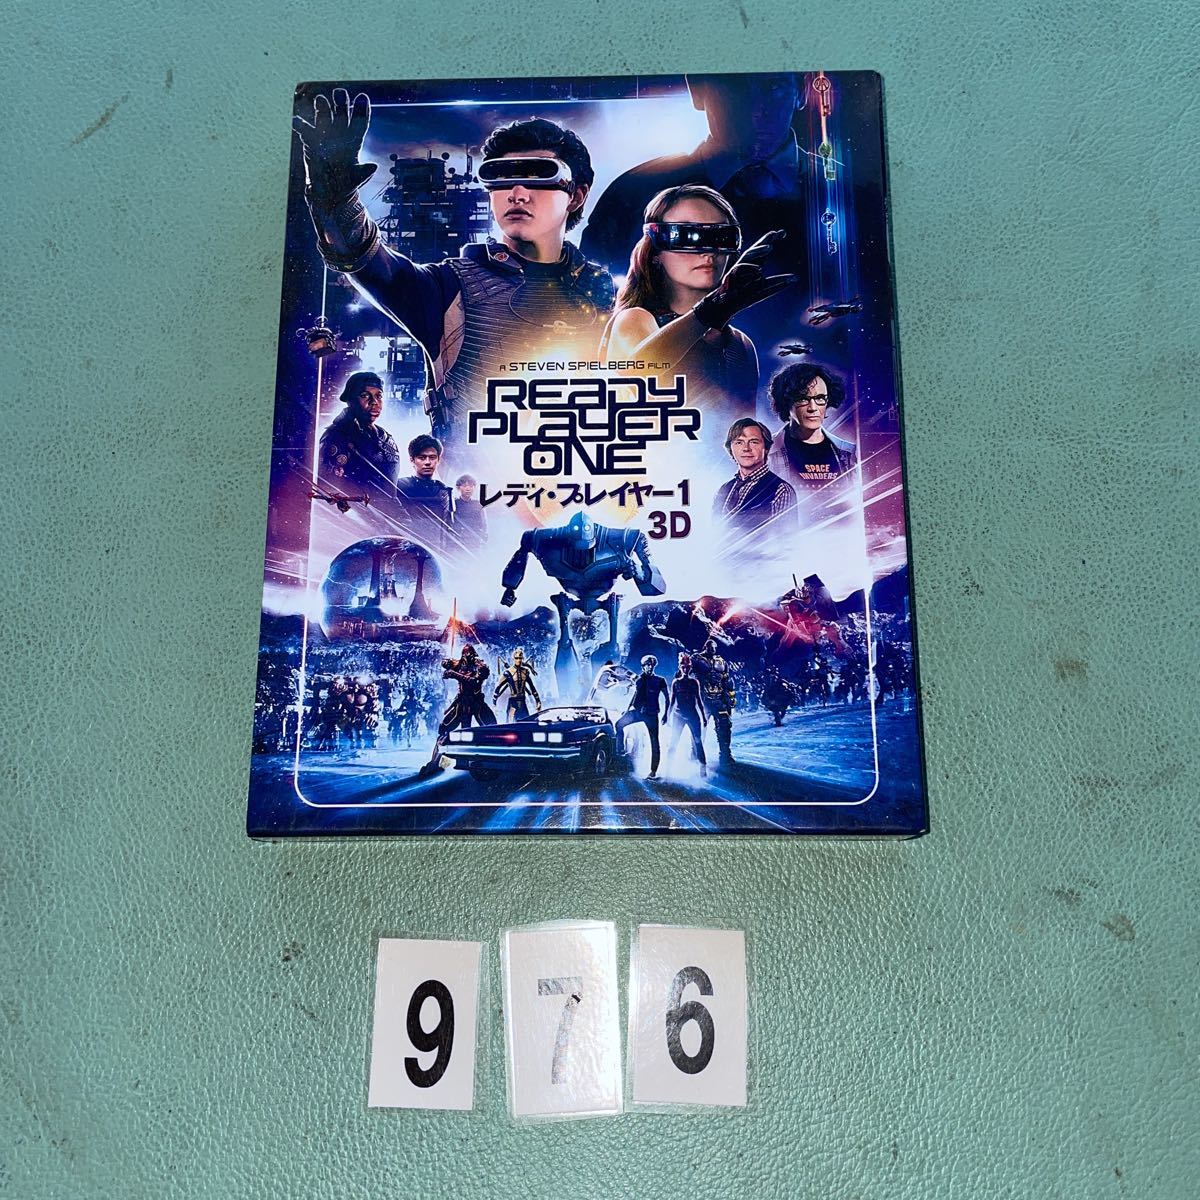 A STEVEN SPIELBERG FILM
READY
PLAYER
ONE
レディ・プレイヤー1
3D
SPACE
INVADERS
9 7 6